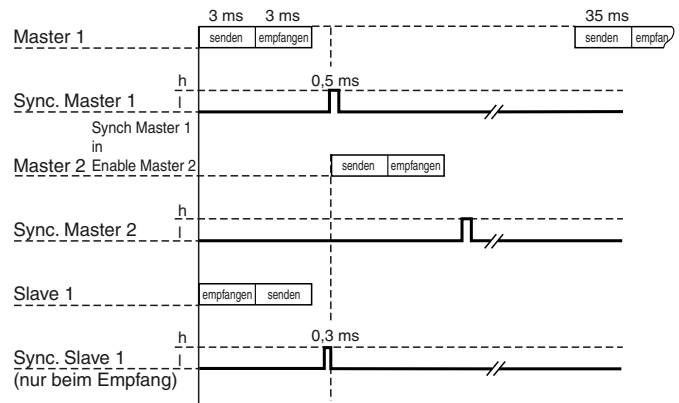 3 ms 3 ms 35 ms
Master 1 senden empfangen senden empfan
h 0,5 ms
Sync. Master 1 l
Synch Master 1
in
Master 2 Enable Master 2 senden empfangen
h
Sync. Master 2 l
Slave 1 empfangen senden
h 0,3 ms
Sync. Slave 1 l
(nur beim Empfang)